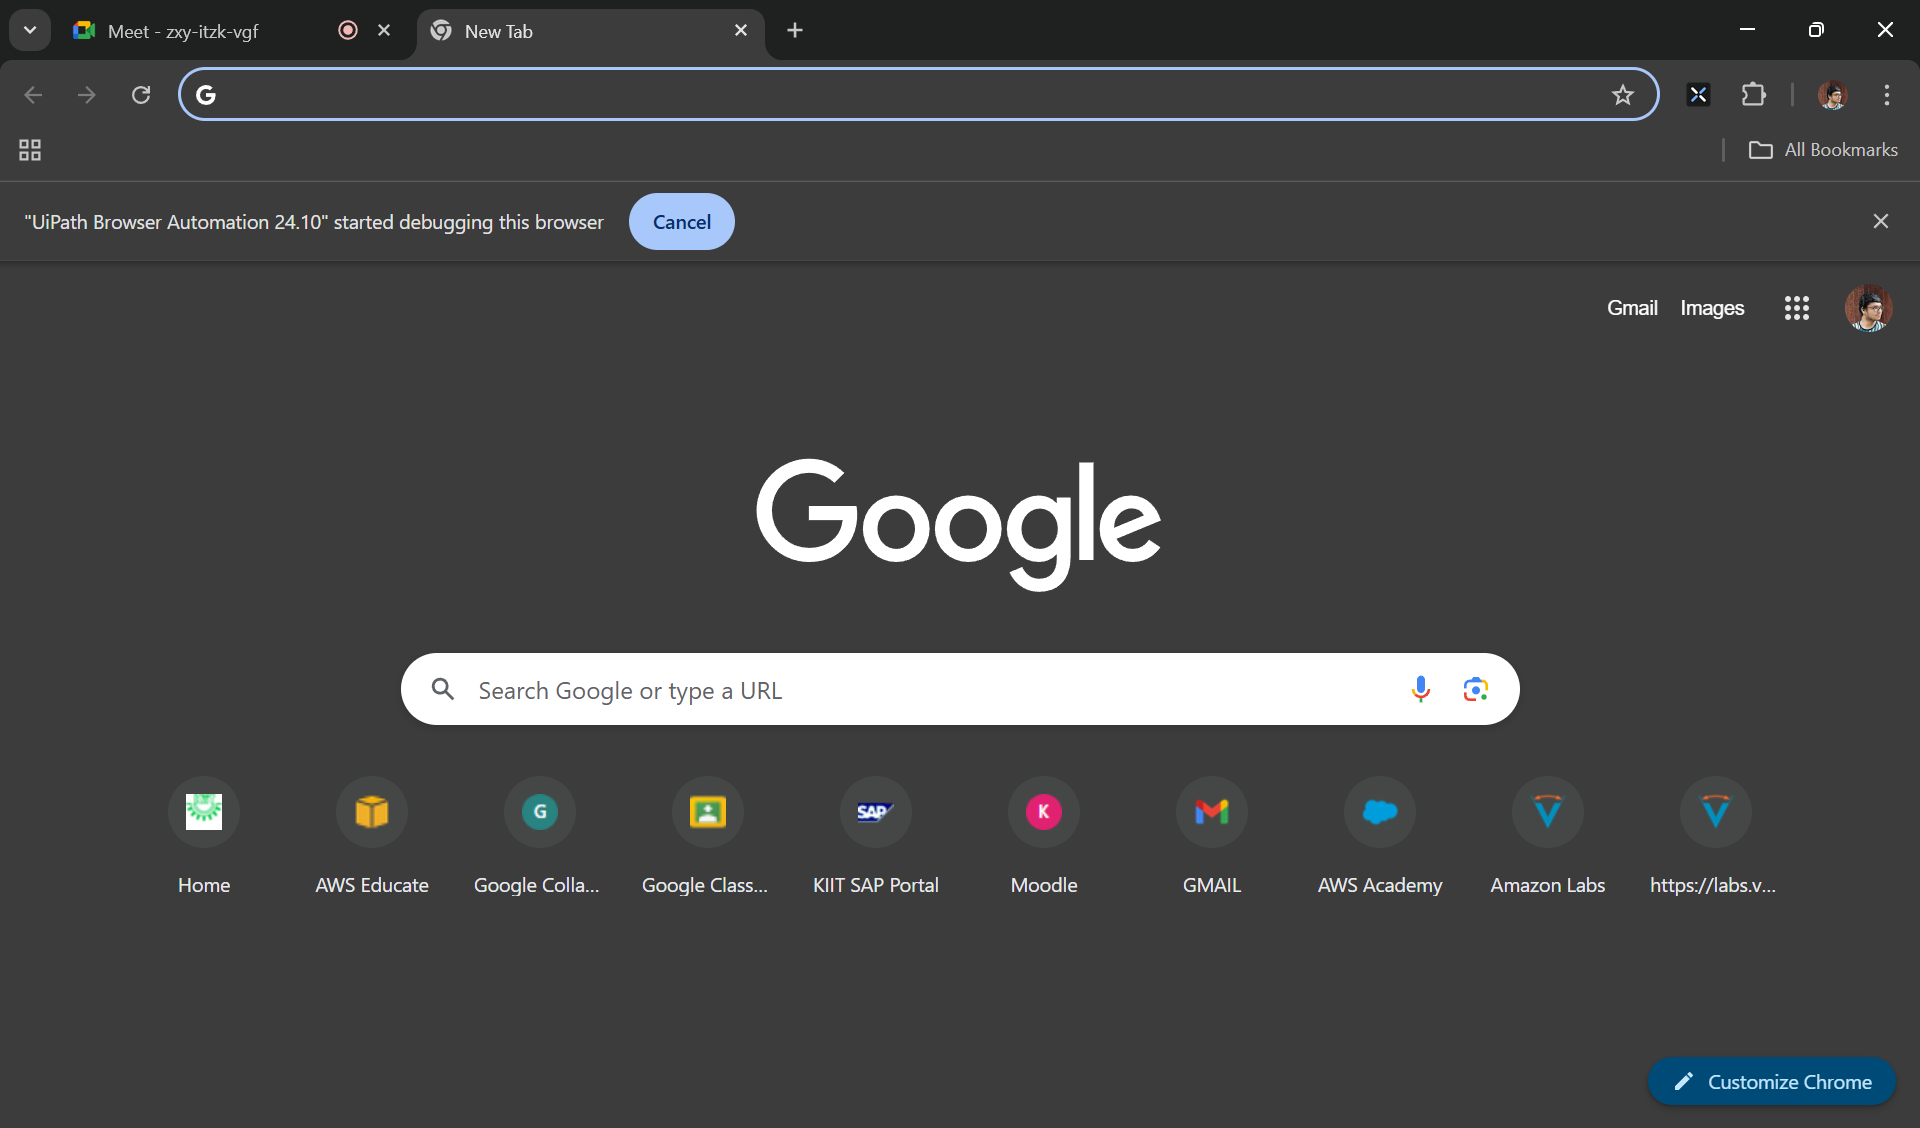 Meet - zxy-itzk-vgf
New Tab
G
All Bookmarks
"UiPath Browser Automation 24.10" started debugging this browser
Cancel
Gmail
Images
Google
Search Google or type a URL
G
SAP
K
Home
AWS Educate
Google Colla...
Google Class...
KIIT SAP Portal
Moodle
GMAIL
AWS Academy
Amazon Labs
https://labs.v...
Customize Chrome